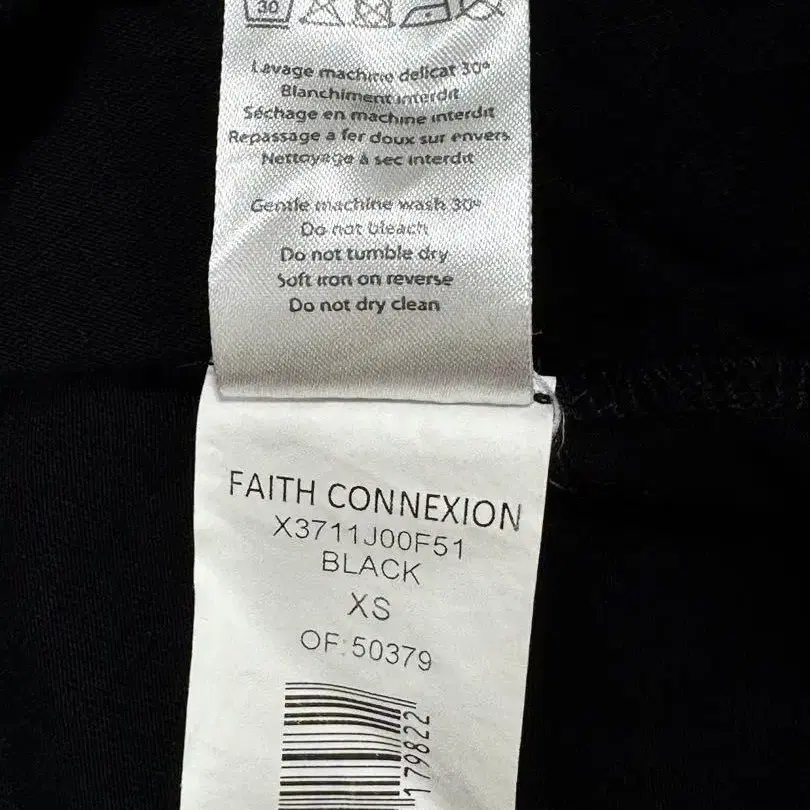 30
Lavage machine delicat 30°
Blanchiment interdit
Séchage en machine interdit
Repassage a fer doux sur envers
Nettoyage à sec interdit
Gentle machine wash 30°
Do not bleach
Do not tumble dry
Soft iron on reverse
Do not dry clean
FAITH CONNEXION
X3711J00F51
BLACK
XS
OF:50379
179822